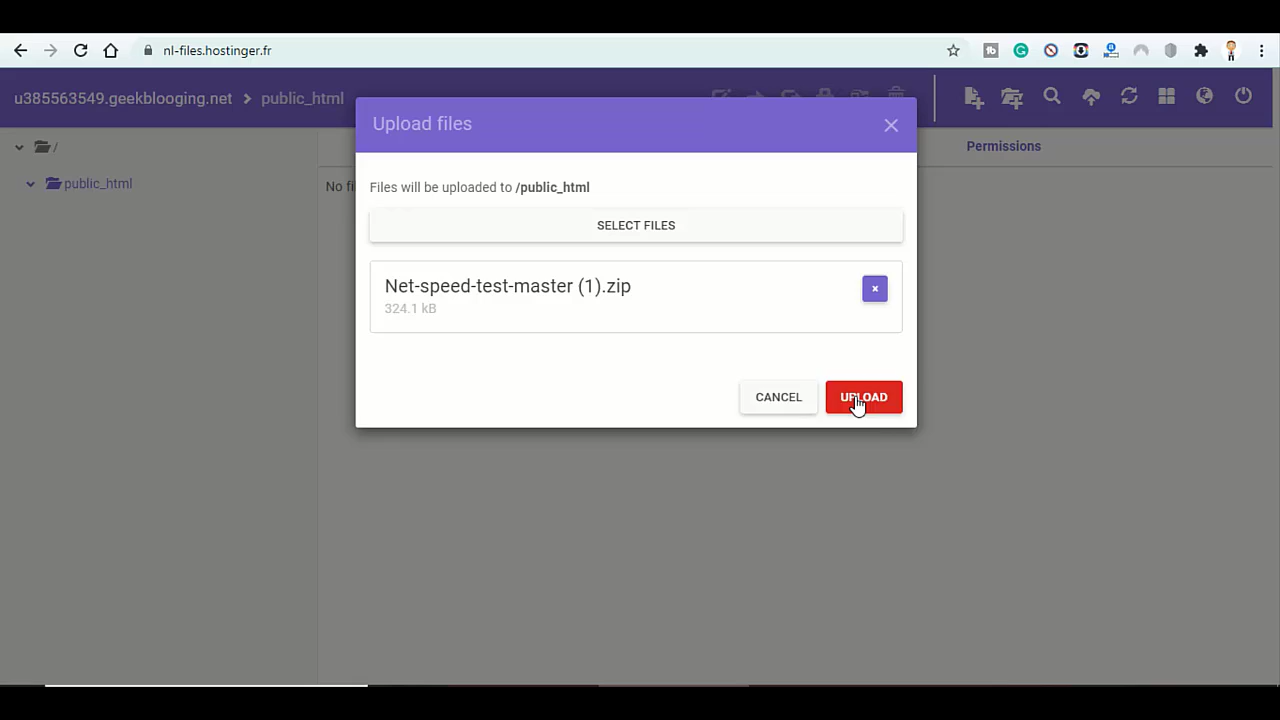 nl-files.hostinger.fr
u385563549.geekblooging.net > public_html
/
public_html
No fi
Permissions
Upload files
Files will be uploaded to /public_html
SELECT FILES
Net-speed-test-master (1).zip
324.1 kB
CANCEL
UPLOAD